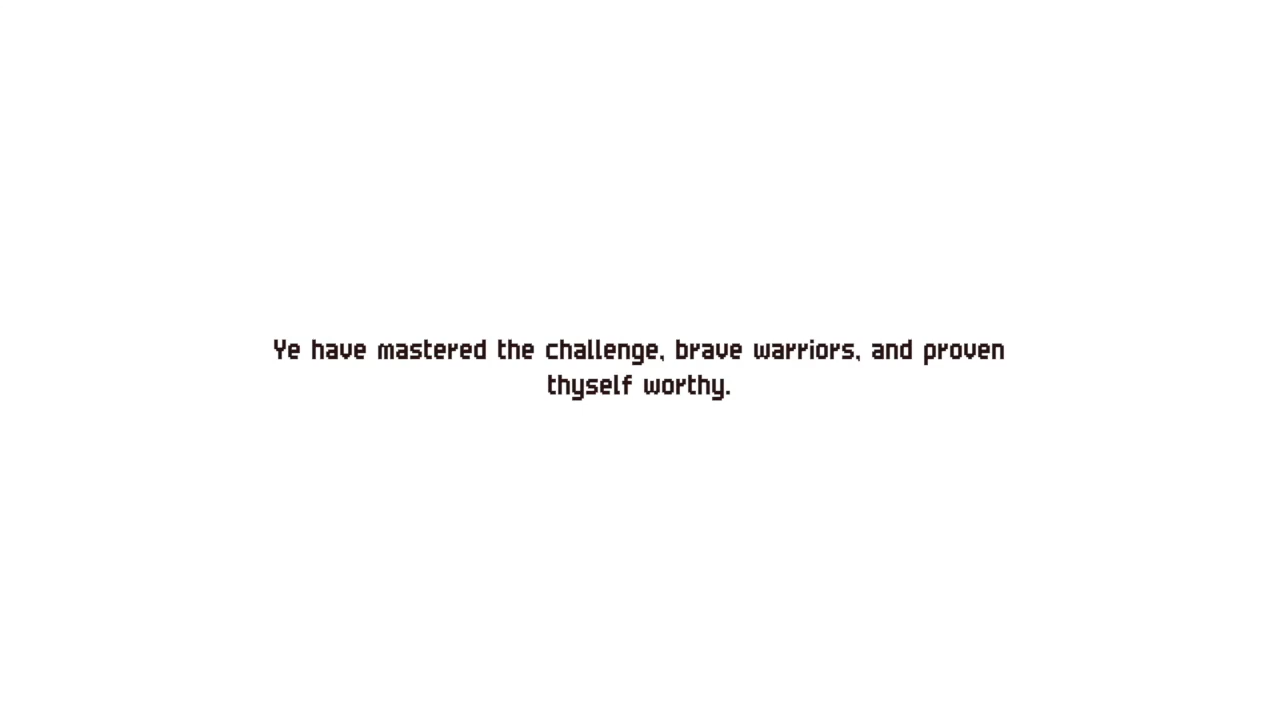 Ye have mastered the challenge, brave warriors, and proven
thyself worthy.